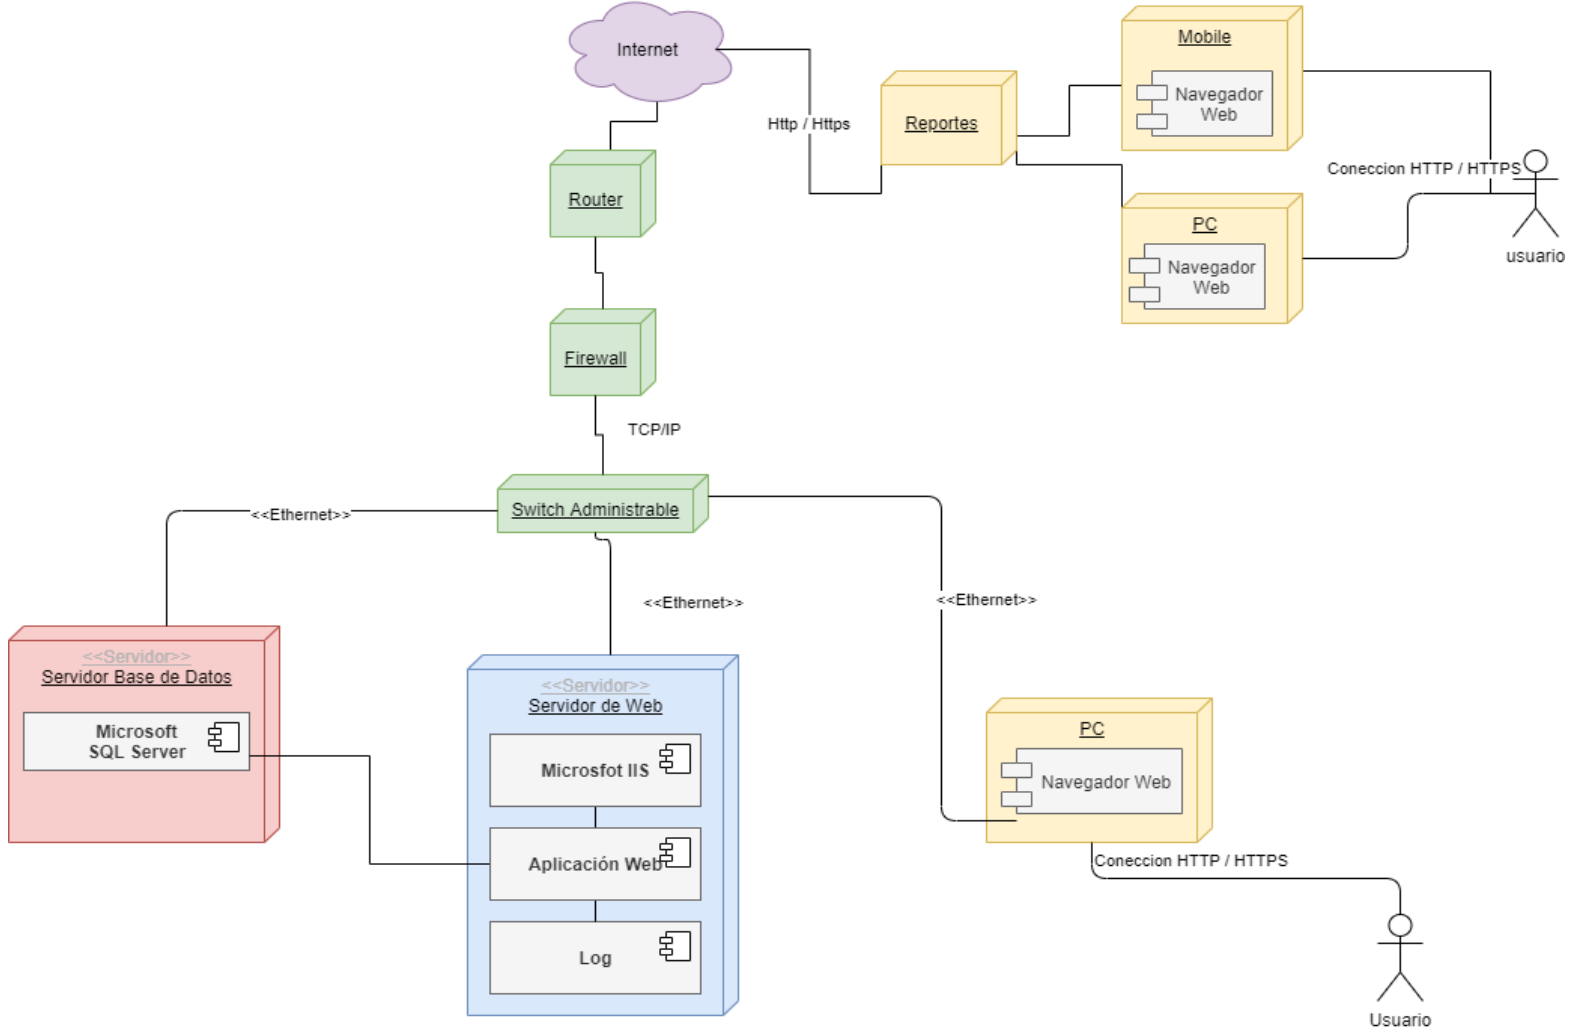 Internet
Mobile
Navegador
Web
Http / Https
Reportes
Coneccion HTTP / HTTPS
Router
PC
Navegador
Web
usuario
Firewall
TCP/IP
Switch Administrable
<<Ethernet>>
<<Ethernet>>
<<Ethernet>>
<<Servidor>>
Servidor Base de Datos
Microsoft
SQL Server
<<Servidor>>
Servidor de Web
Microsfot IIS
Aplicación Web
Log
PC
Navegador Web
Coneccion HTTP / HTTPS
Usuario